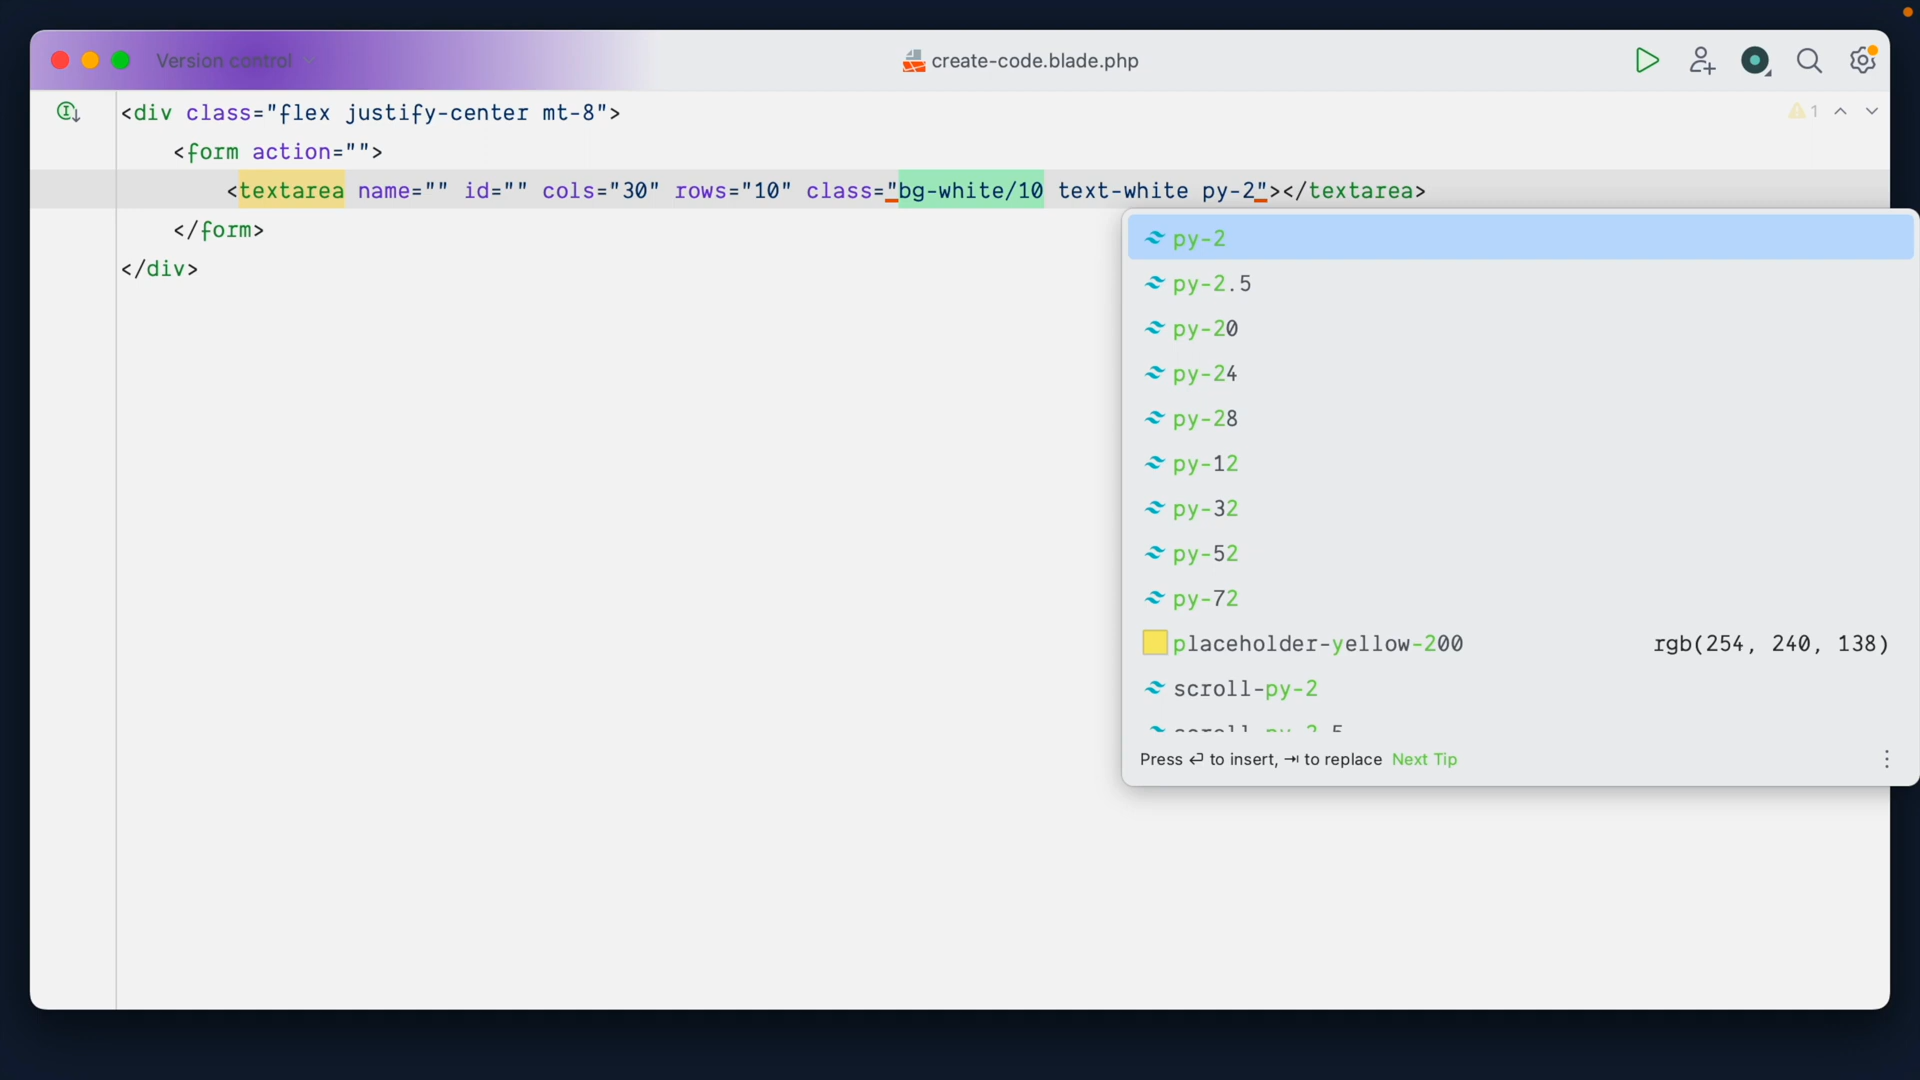 Version control
create-code.blade.php
<div class="flex justify-center mt-8">
1
<form action="">
<textarea name="" id="" cols="30" rows="10" class="bg-white/10 text-white py-2"></textarea>
</form>
</div>
py-2
py-2.5
py-20
py-24
py-28
py-12
py-32
py-52
py-72
placeholder-yellow-200 rgb(254, 240, 138)
scroll-py-2
scroll-py-2.5
Press ⏎ to insert, ⇥ to replace Next Tip